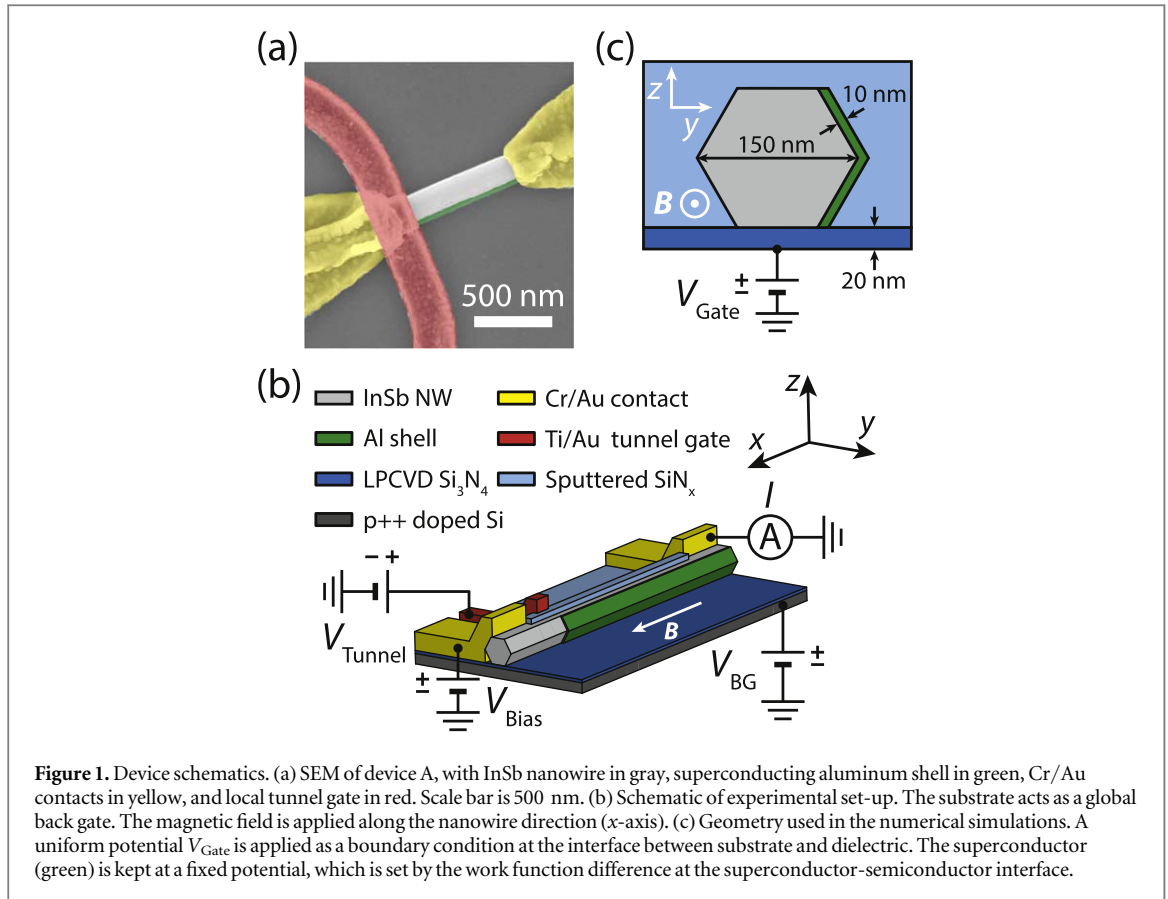 (a)
500 nm
(c)
z
y
10 nm
150 nm
B
20 nm
±
VGate
(b)
InSb NW
Cr/Au contact
Al shell
Ti/Au tunnel gate
LPCVD Si3N4
Sputtered SiNx
p++ doped Si
z
y
x
I
A
- +
VTunnel
B
±
VBias
VBG
±
Figure 1. Device schematics. (a) SEM of device A, with InSb nanowire in gray, superconducting aluminum shell in green, Cr/Au
contacts in yellow, and local tunnel gate in red. Scale bar is 500 nm. (b) Schematic of experimental set-up. The substrate acts as a global
back gate. The magnetic field is applied along the nanowire direction (x-axis). (c) Geometry used in the numerical simulations. A
uniform potential VGate is applied as a boundary condition at the interface between substrate and dielectric. The superconductor
(green) is kept at a fixed potential, which is set by the work function difference at the superconductor-semiconductor interface.